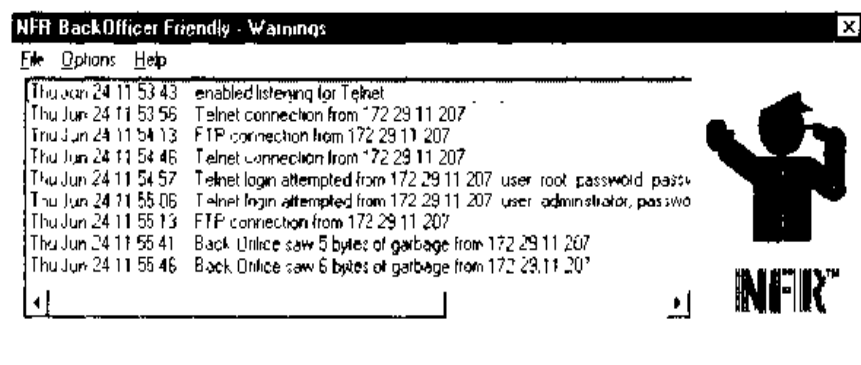 NFR BackOfficer Friendly - Warnings
File Options Help
Thu Jun 24 11 53 43 enabled listening for Telnet
Thu Jun 24 11 53 56 Telnet connection from 172 29 11 207
Thu Jun 24 11 54 13 FTP connection from 172 29 11 207
Thu Jun 24 11 54 46 Telnet connection from 172 29 11 207
Thu Jun 24 11 54 57 Telnet login attempted from 172 29 11 207 user root password passw
Thu Jun 24 11 55 06 Telnet login attempted from 172 29 11 207 user administrator, passwo
Thu Jun 24 11 55 13 FTP connection from 172 29 11 207
Thu Jun 24 11 55 41 Back Orifice saw 5 bytes of garbage from 172 29.11 207
Thu Jun 24 11 55 46 Back Orifice saw 6 bytes of garbage from 172 29.11 207
NFR™